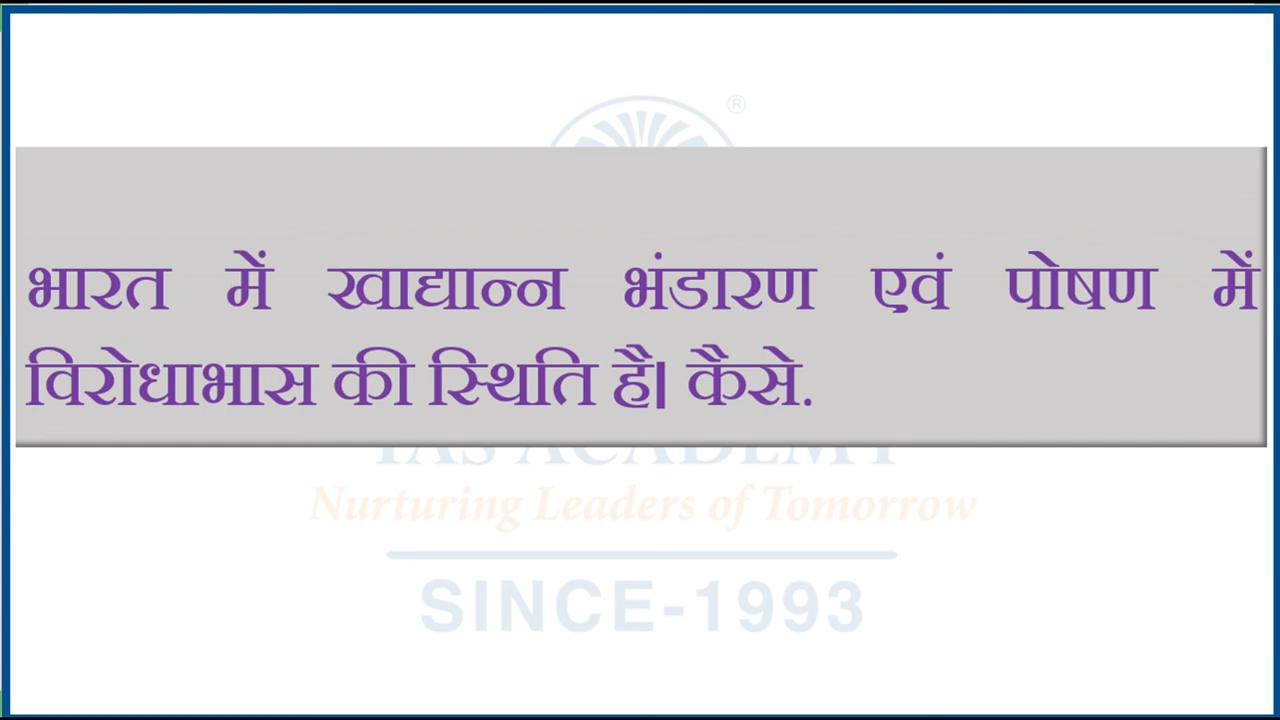 ®
भारत में खाद्यान्न भंडारण एवं पोषण में
विरोधाभास की स्थिति है। कैसे.
IAS ACADEMY
Nurturing Leaders of Tomorrow
SINCE-1993